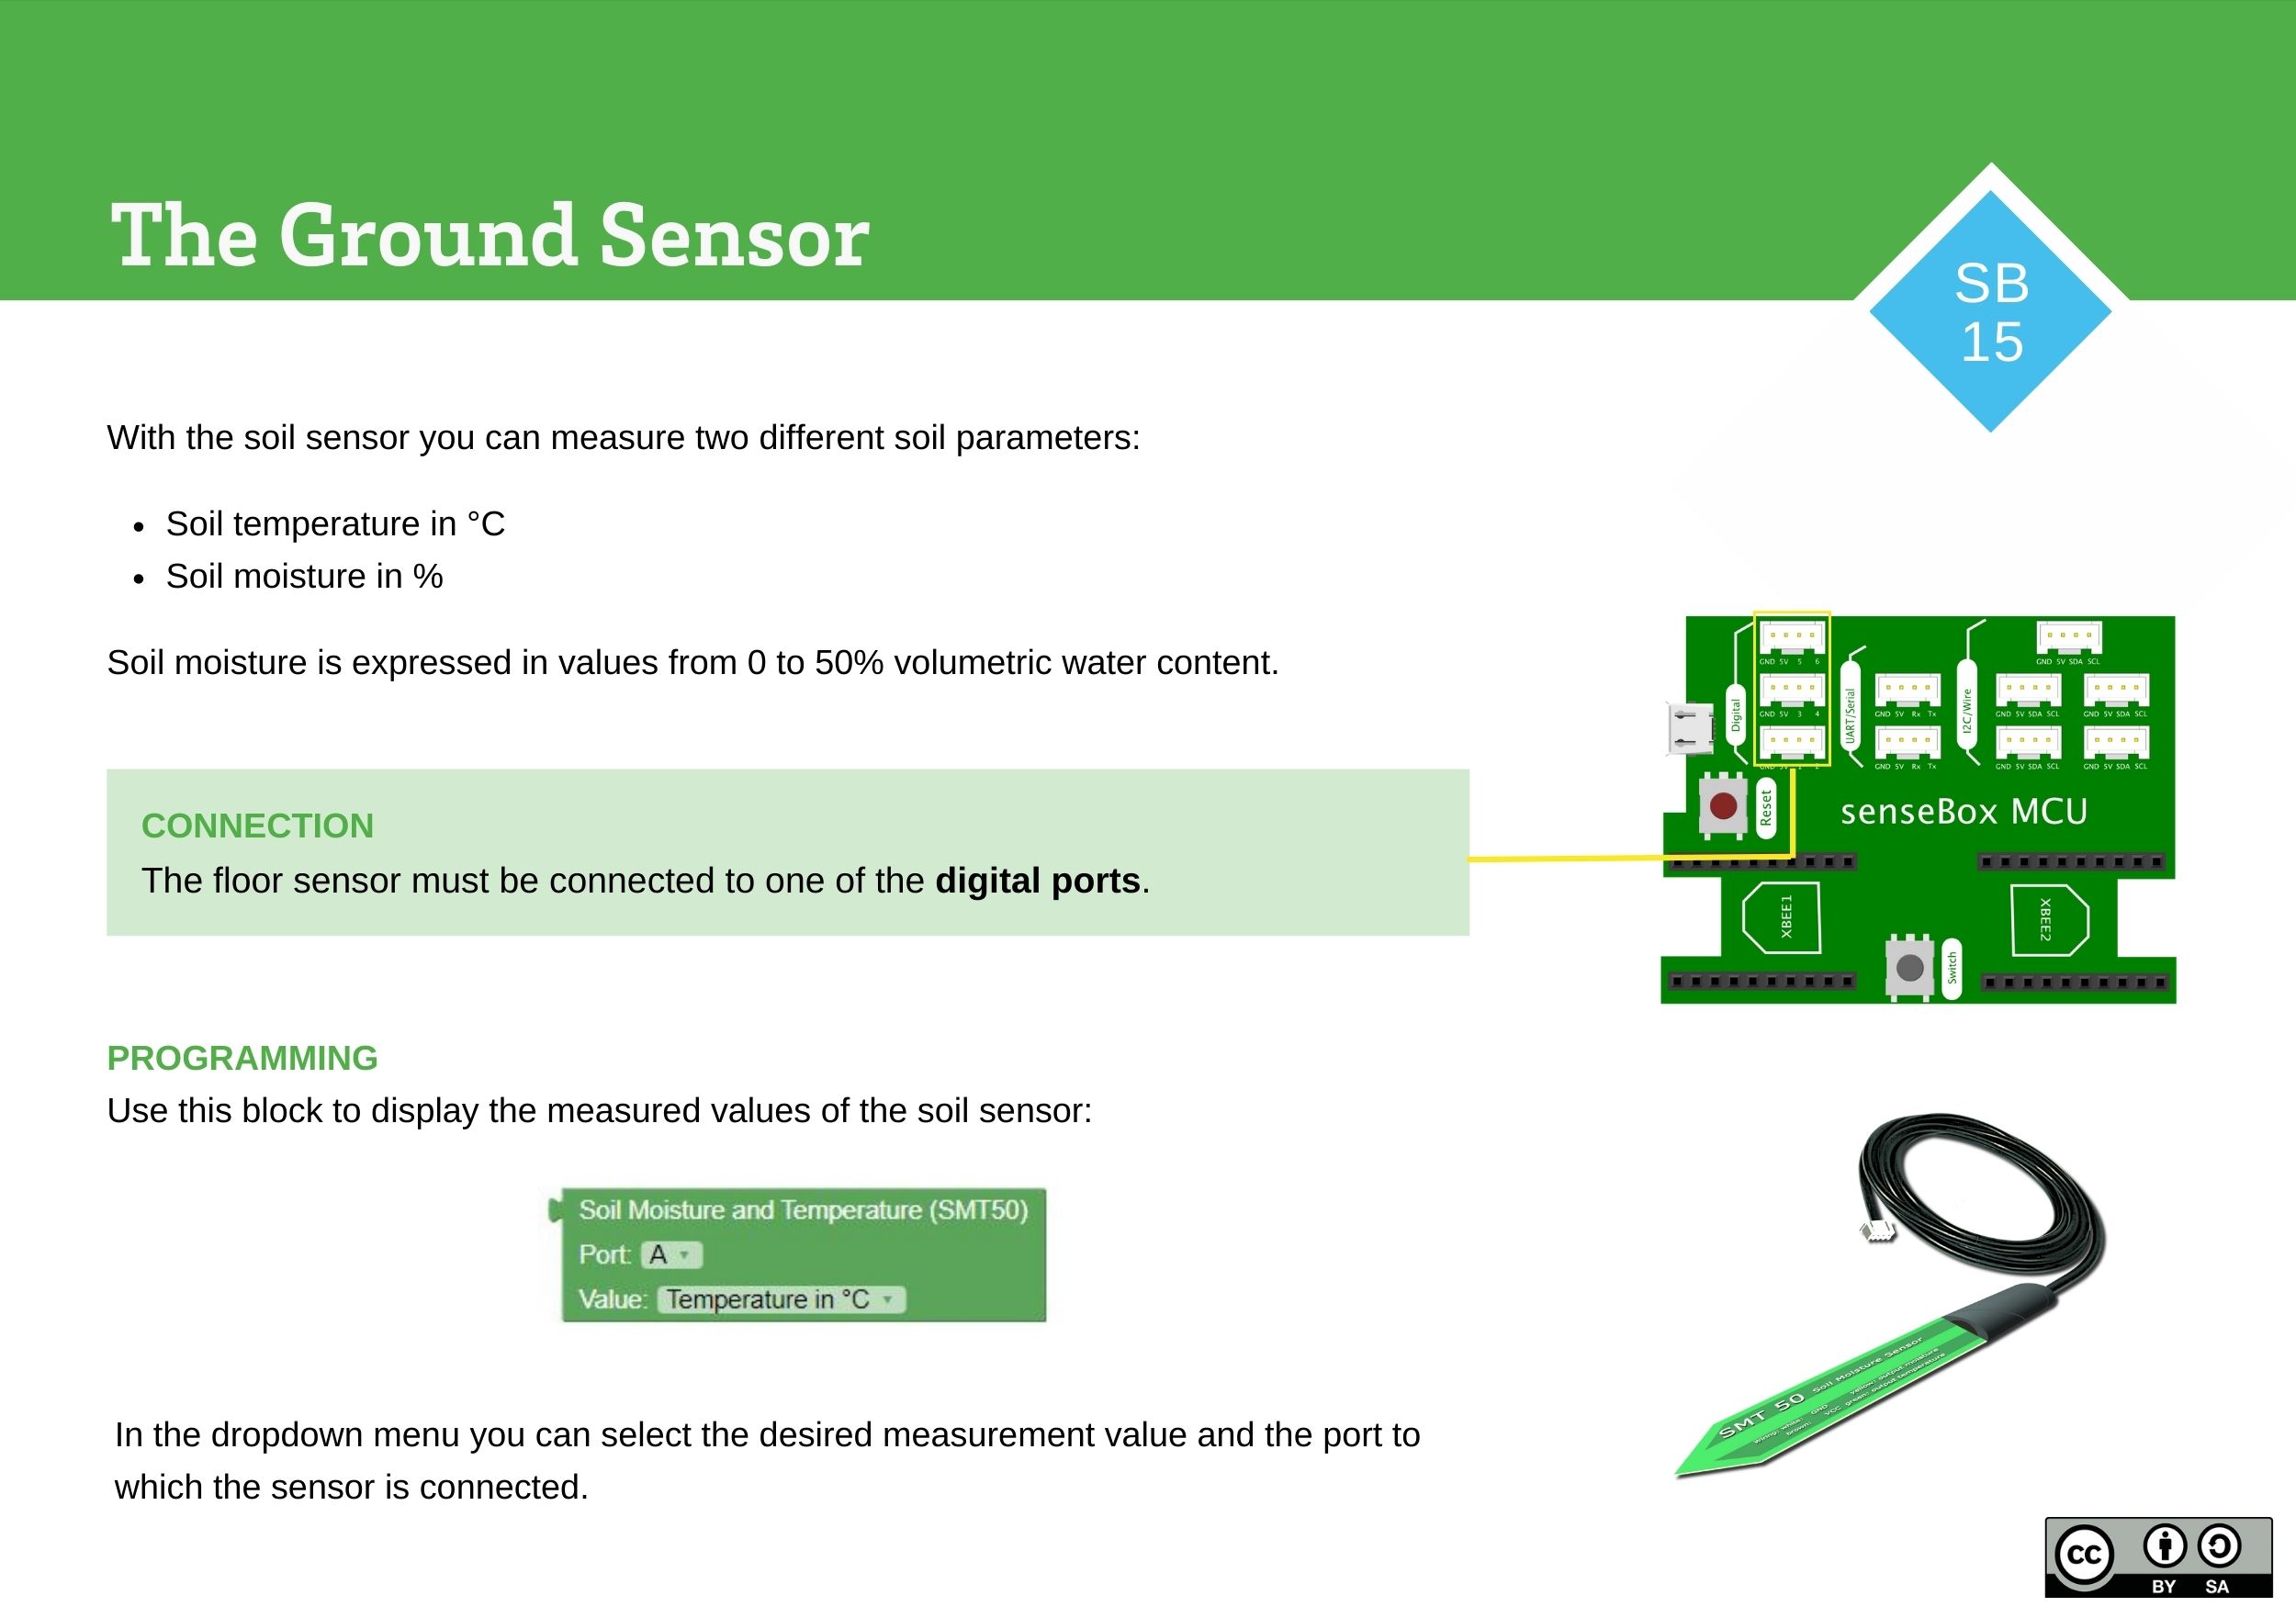 The Ground Sensor
SB
15
With the soil sensor you can measure two different soil parameters:
Soil temperature in °C
Soil moisture in %
Soil moisture is expressed in values from 0 to 50% volumetric water content.
CONNECTION
The floor sensor must be connected to one of the digital ports.
PROGRAMMING
Use this block to display the measured values of the soil sensor:
Soil Moisture and Temperature (SMT50)
Port: A
Value: Temperature in °C
In the dropdown menu you can select the desired measurement value and the port to
which the sensor is connected.
GND 5V 5 6
GND 5V SDA SCL
GND 5V 3 4
GND 5V Rx Tx
GND 5V SDA SCL
GND 5V SDA SCL
Digital
UART/Serial
I2C/Wire
GND 5V Rx Tx
GND 5V SDA SCL
GND 5V SDA SCL
Reset
senseBox MCU
XBEE1
XBEE2
Switch
SMT 50 Soil Moisture Sensor
yellow: output moisture
green: output temperature
cc
BY SA